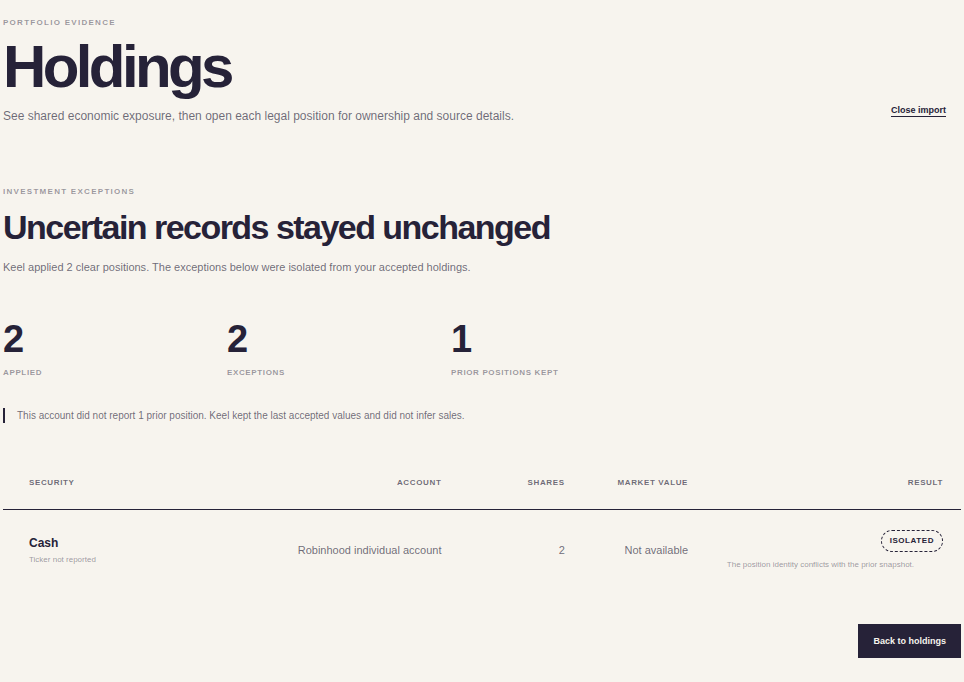 PORTFOLIO EVIDENCE
Holdings
See shared economic exposure, then open each legal position for ownership and source details.
Close import
INVESTMENT EXCEPTIONS
Uncertain records stayed unchanged
Keel applied 2 clear positions. The exceptions below were isolated from your accepted holdings.
2 2 1
APPLIED EXCEPTIONS PRIOR POSITIONS KEPT
This account did not report 1 prior position. Keel kept the last accepted values and did not infer sales.
SECURITY ACCOUNT SHARES MARKET VALUE RESULT
Cash Robinhood individual account 2 Not available ISOLATED
Ticker not reported The position identity conflicts with the prior snapshot.
Back to holdings